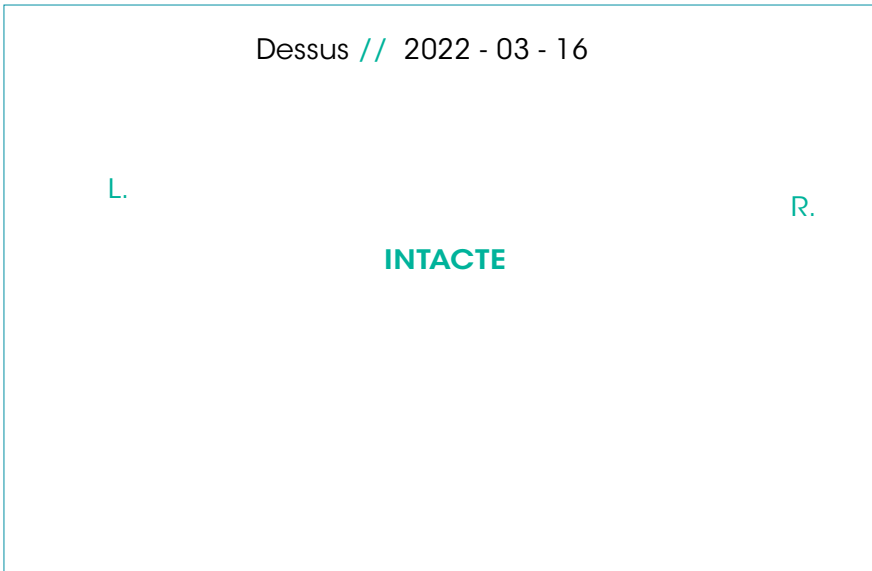 Dessus // 2022 - 03 - 16
L.
R.
INTACTE